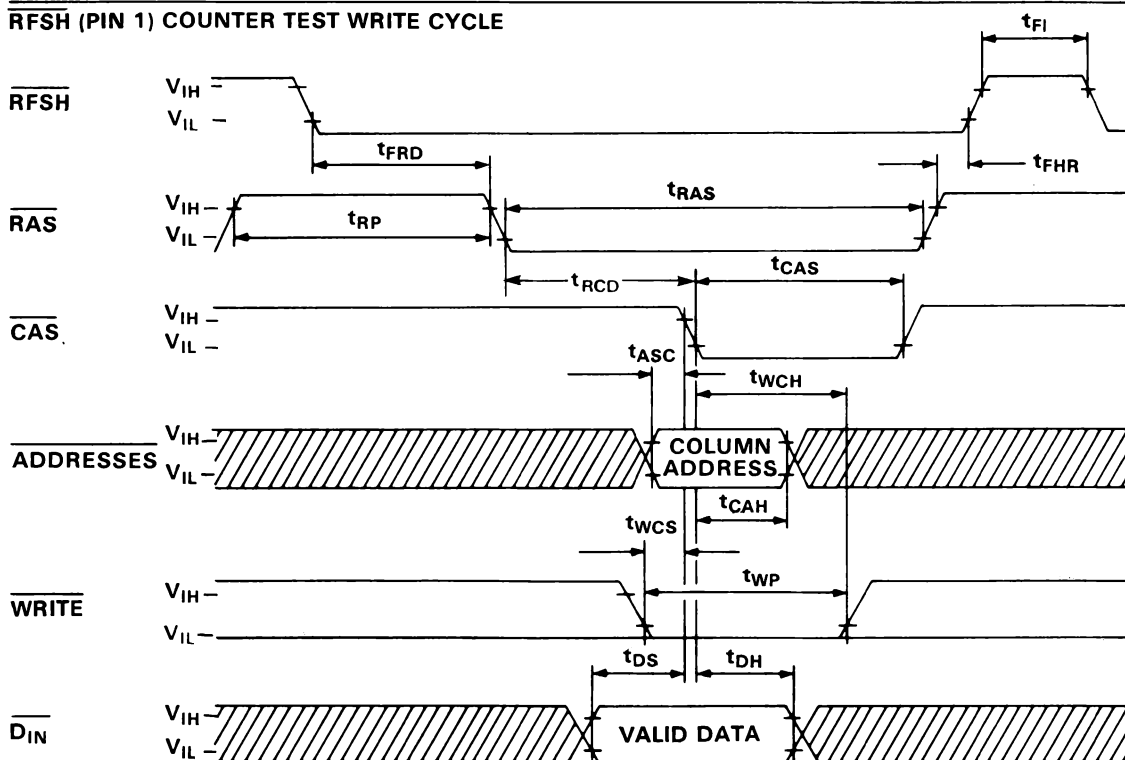 RFSH (PIN 1) COUNTER TEST WRITE CYCLE
tFI
RFSH
VIH
VIL
tFRD
tFHR
RAS
VIH
VIL
tRP
tRAS
tRCD
tCAS
CAS
VIH
VIL
tASC
tWCH
ADDRESSES
VIH
VIL
COLUMN
ADDRESS
tCAH
tWCS
WRITE
VIH
VIL
tWP
tDS
tDH
DIN
VIH
VIL
VALID DATA